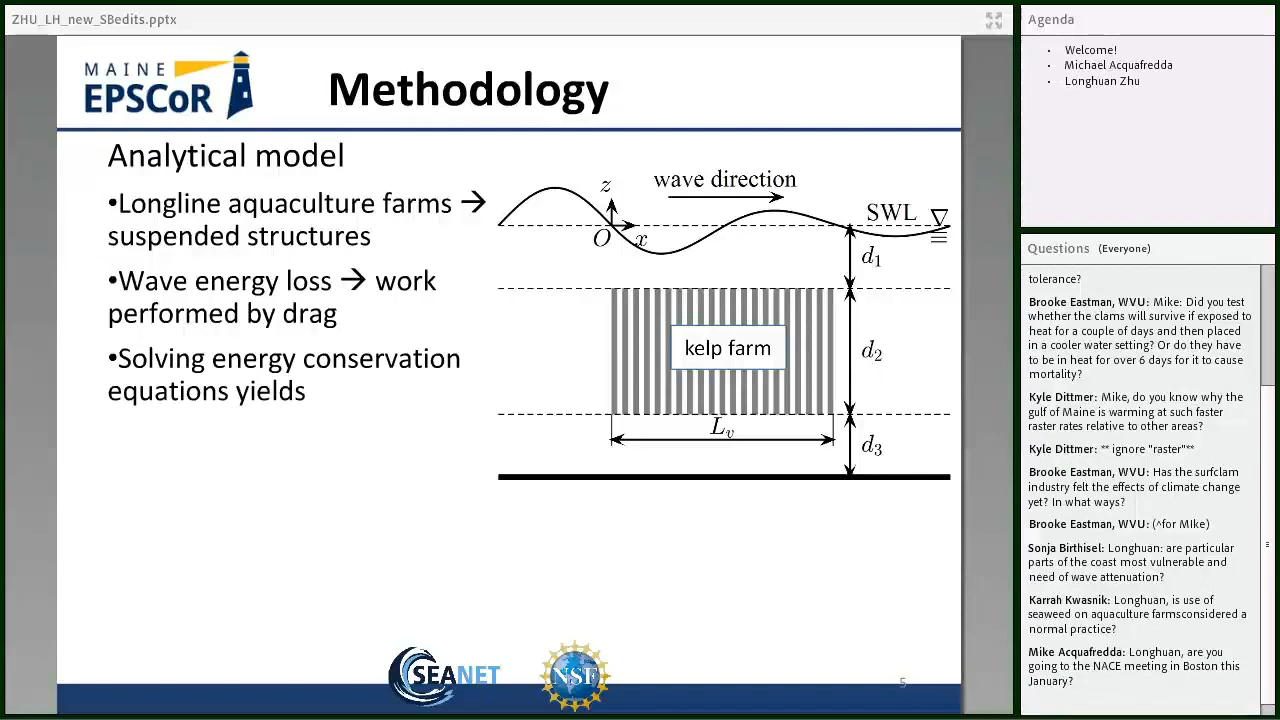 ZHU_LH_new_SBedits.pptx
MAINE
EPSCoR
Methodology
Analytical model
•Longline aquaculture farms →
suspended structures
•Wave energy loss → work
performed by drag
•Solving energy conservation
equations yields
z
wave direction
SWL
O
x
d1
kelp farm
d2
Lv
d3
SEANET
NSF
5
Agenda
• Welcome!
• Michael Acquafredda
• Longhuan Zhu
Questions (Everyone)
tolerance?
Brooke Eastman, WVU: Mike: Did you test
whether the clams will survive if exposed to
heat for a couple of days and then placed
in a cooler water setting? Or do they have
to be in heat for over 6 days for it to cause
mortality?
Kyle Dittmer: Mike, do you know why the
gulf of Maine is warming at such faster
raster rates relative to other areas?
Kyle Dittmer: ** ignore "raster"**
Brooke Eastman, WVU: Has the surfclam
industry felt the effects of climate change
yet? In what ways?
Brooke Eastman, WVU: (^for MIke)
Sonja Birthisel: Longhuan: are particular
parts of the coast most vulnerable and
need of wave attenuation?
Karrah Kwasnik: Longhuan, is use of
seaweed on aquaculture farmsconsidered a
normal practice?
Mike Acquafredda: Longhuan, are you
going to the NACE meeting in Boston this
January?